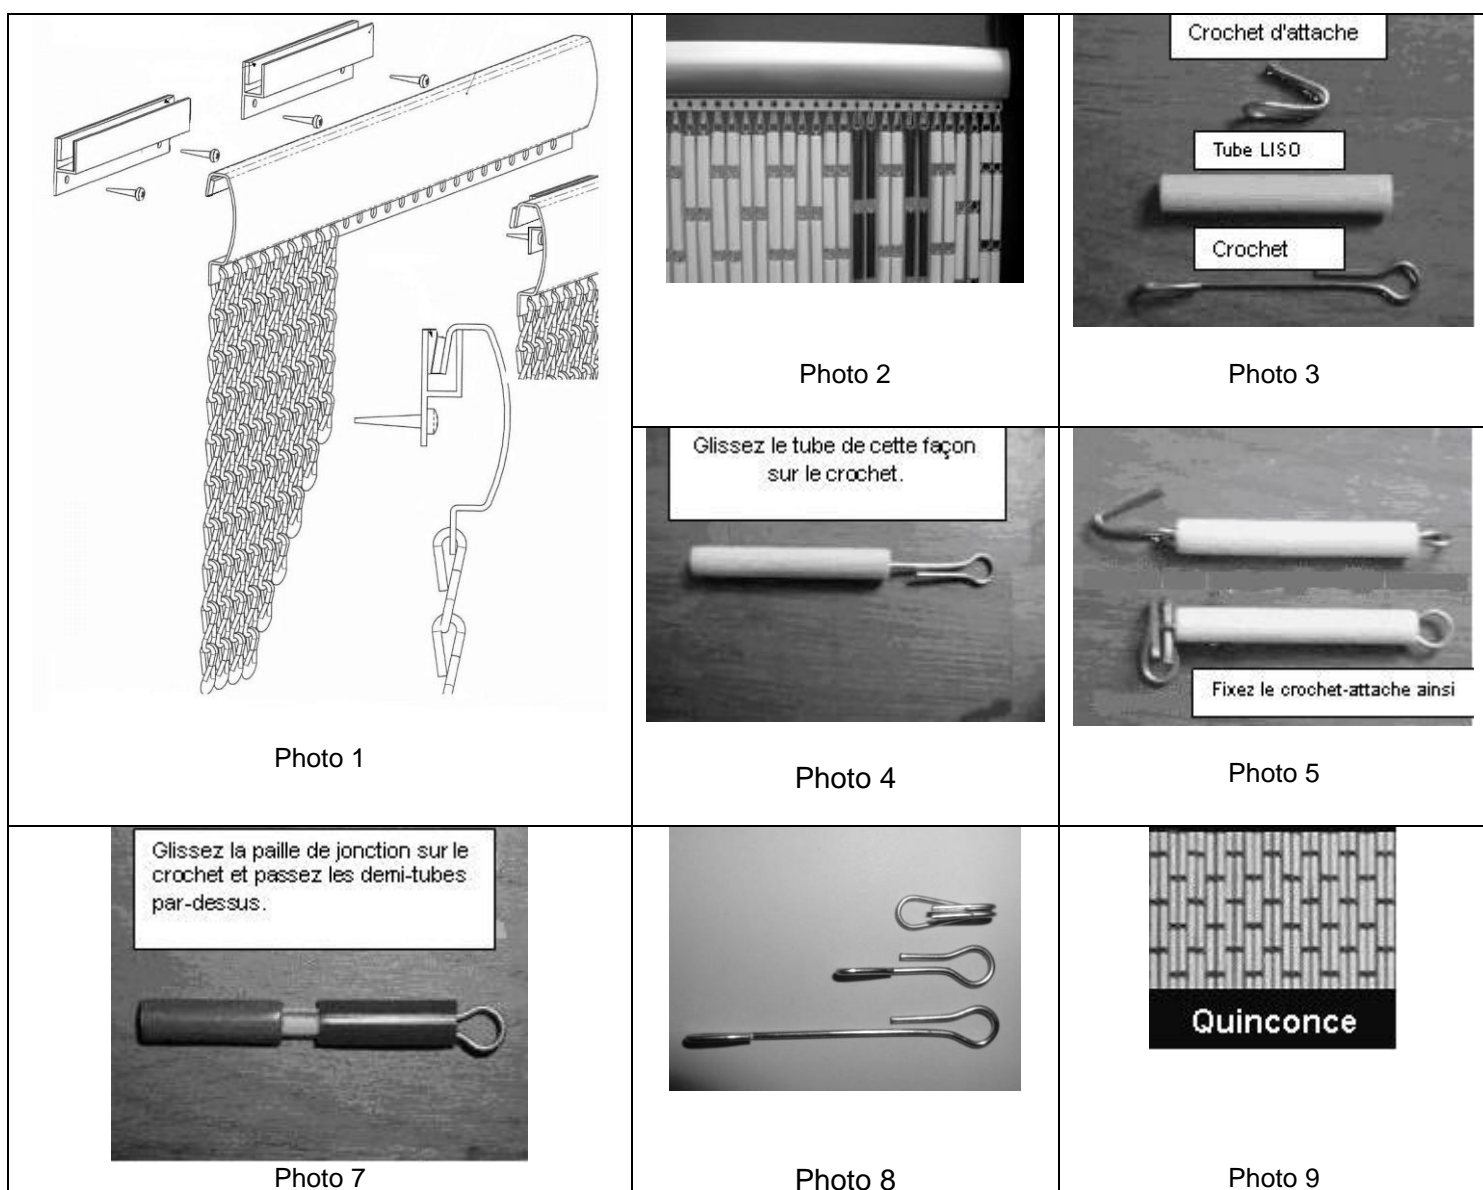 Photo 1
Photo 2
Crochet d'attache
Tube LISO
Crochet
Photo 3
Glissez le tube de cette façon
sur le crochet.
Photo 4
Fixez le crochet-attache ainsi
Photo 5
Glissez la paille de jonction sur le
crochet et passez les demi-tubes
par-dessus.
Photo 7
Photo 8
Quinconce
Photo 9